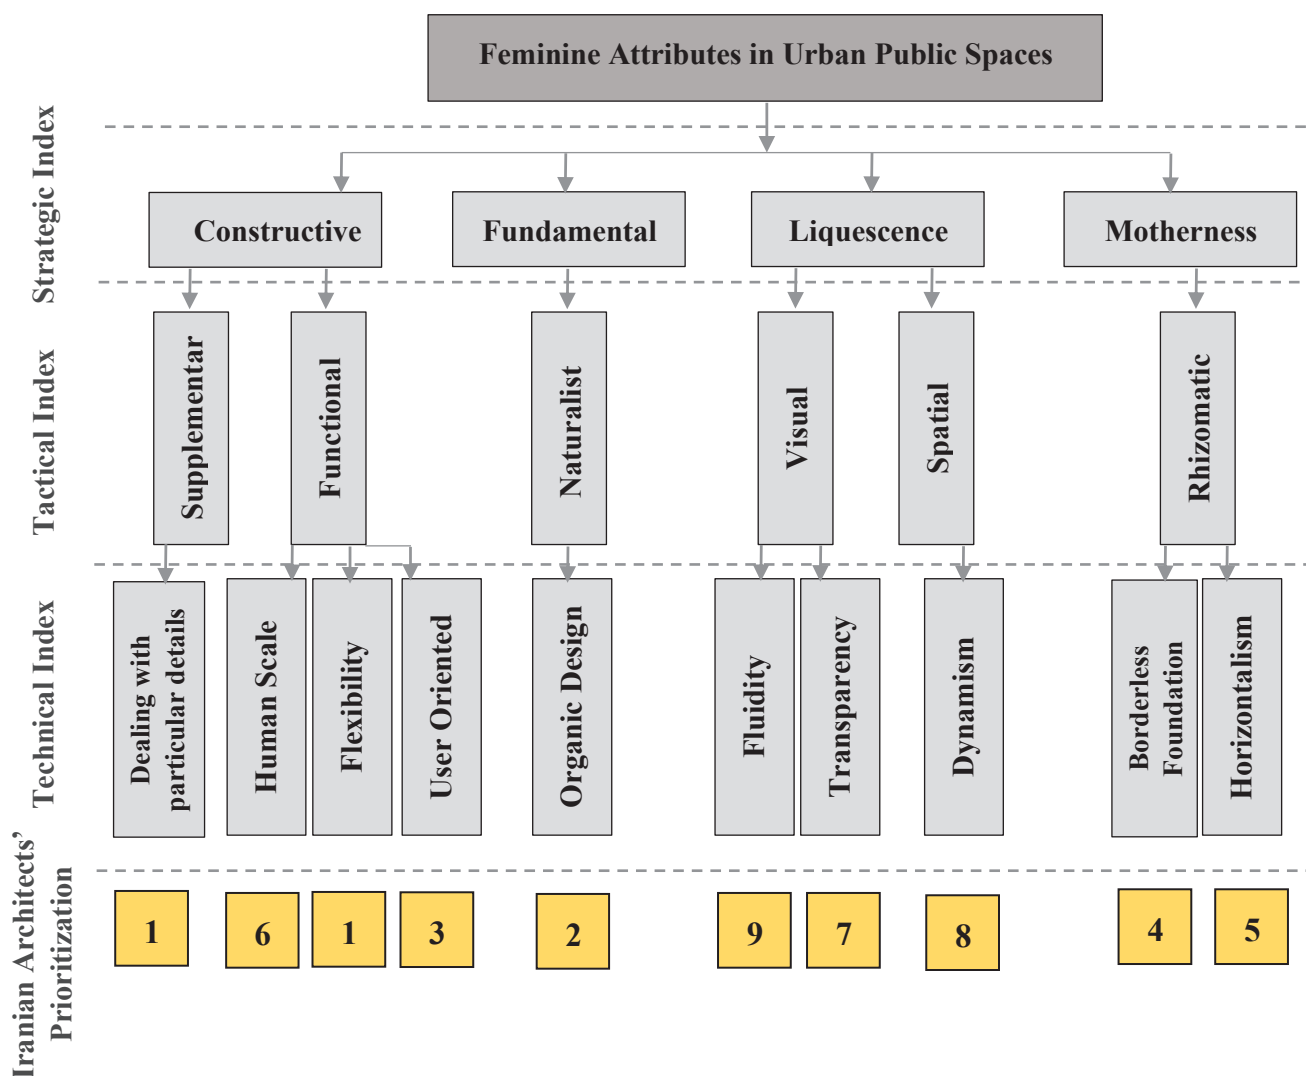 Feminine Attributes in Urban Public Spaces
Strategic Index
Constructive
Fundamental
Liquescence
Motherness
Tactical Index
Supplementar
Functional
Naturalist
Visual
Spatial
Rhizomatic
Technical Index
Dealing with
particular details
Human Scale
Flexibility
User Oriented
Organic Design
Fluidity
Transparency
Dynamism
Borderless
Foundation
Horizontalism
Iranian Architects'
Prioritization
1
6
1
3
2
9
7
8
4
5